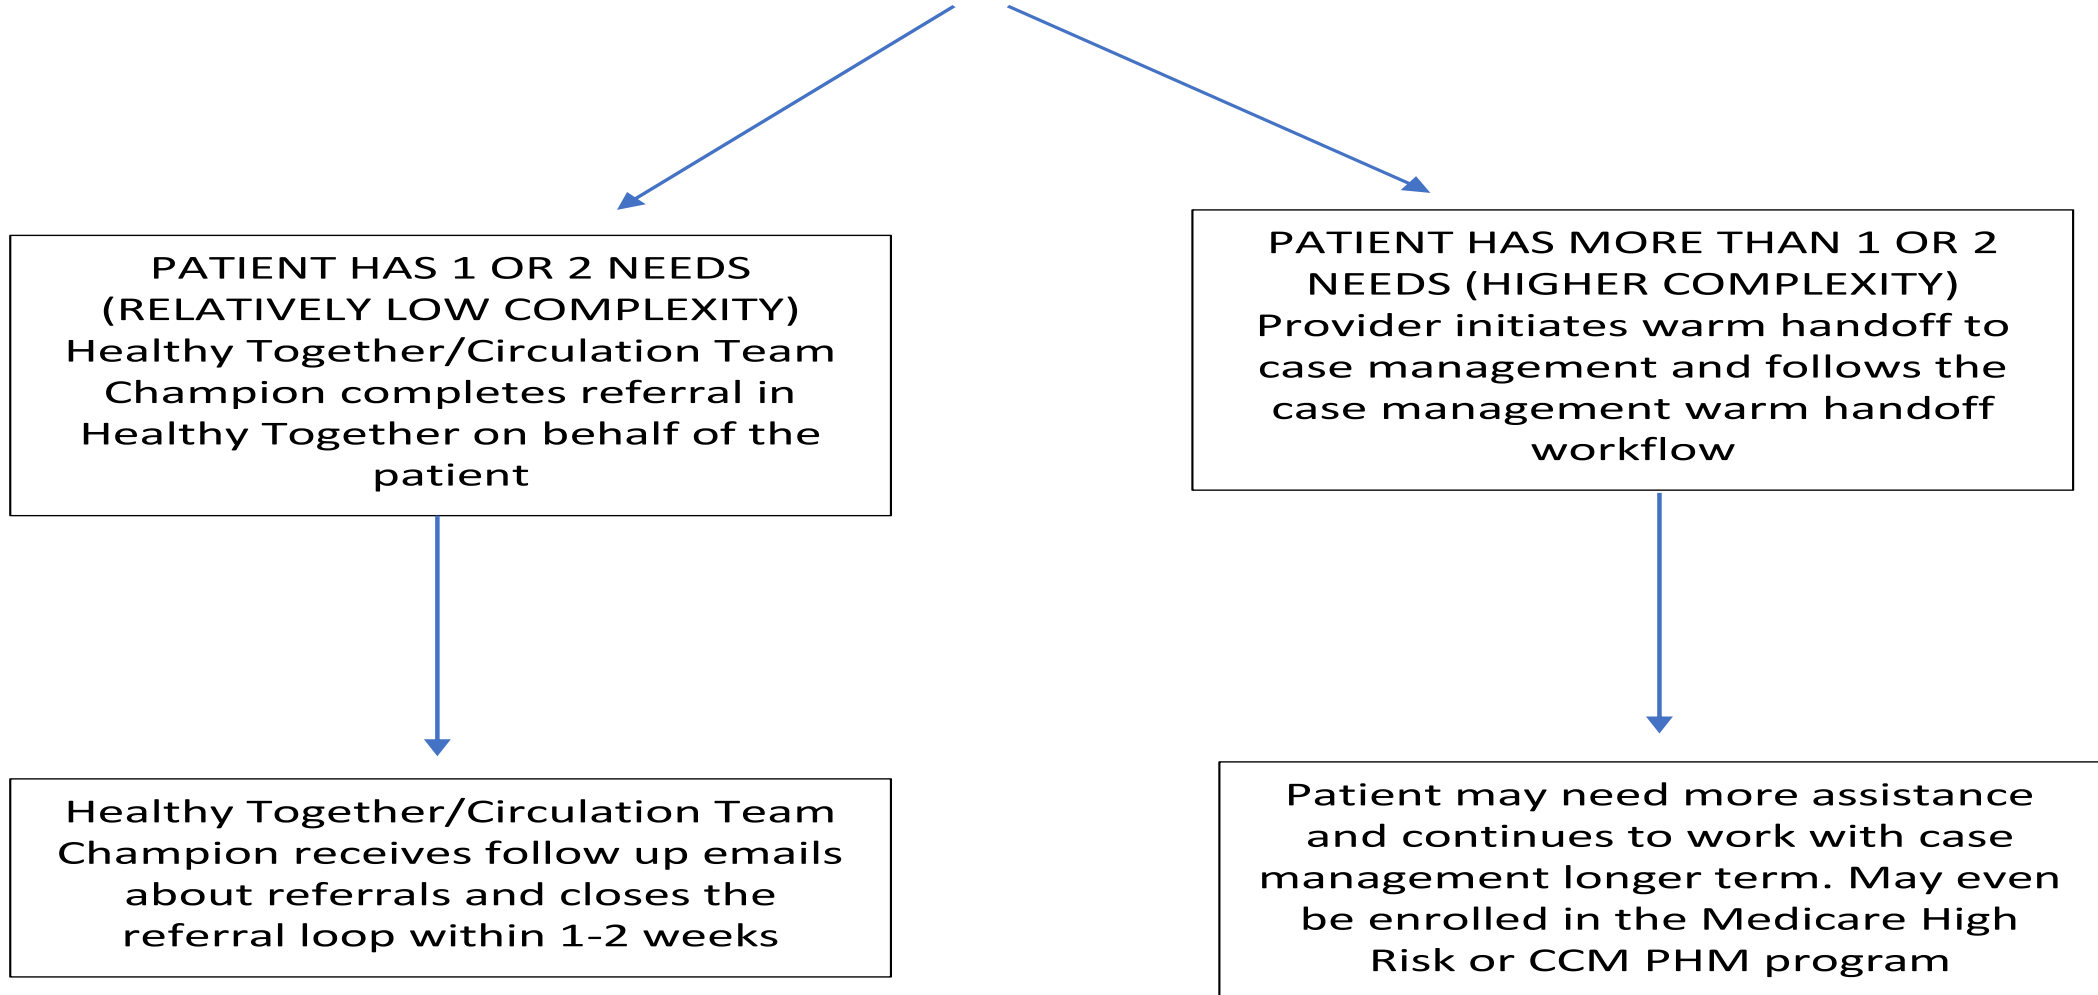 PATIENT HAS 1 OR 2 NEEDS
(RELATIVELY LOW COMPLEXITY)
Healthy Together/Circulation Team
Champion completes referral in
Healthy Together on behalf of the
patient
PATIENT HAS MORE THAN 1 OR 2
NEEDS (HIGHER COMPLEXITY)
Provider initiates warm handoff to
case management and follows the
case management warm handoff
workflow
Healthy Together/Circulation Team
Champion receives follow up emails
about referrals and closes the
referral loop within 1-2 weeks
Patient may need more assistance
and continues to work with case
management longer term. May even
be enrolled in the Medicare High
Risk or CCM PHM program